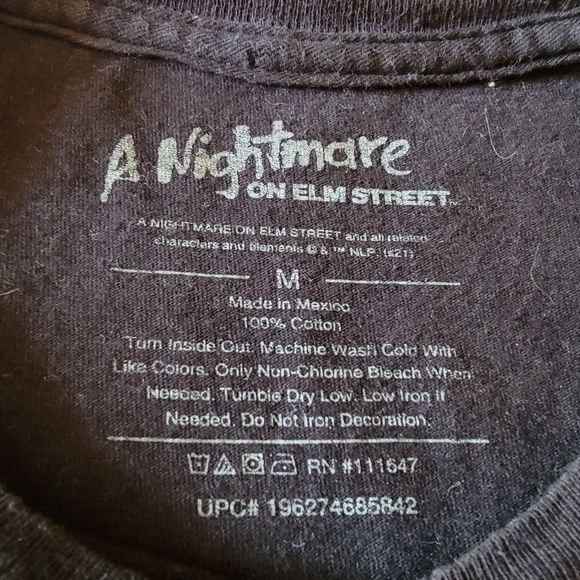 A Nightmare
ON ELM STREET™
A NIGHTMARE ON ELM STREET and all related
characters and elements © & ™ NLP. (s21)
M
Made in Mexico
100% Cotton
Turn Inside Out. Machine Wash Cold With
Like Colors. Only Non-Chlorine Bleach When
Needed. Tumble Dry Low. Low Iron If
Needed. Do Not Iron Decoration.
RN #111647
UPC# 196274685842